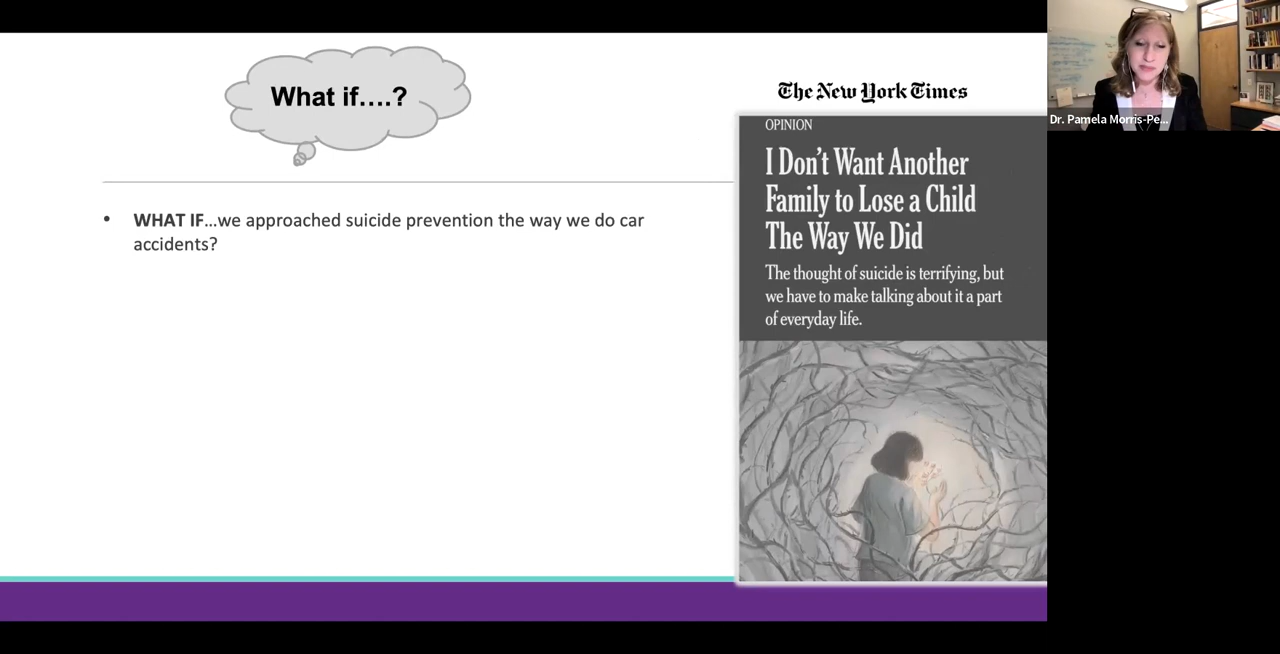 What if....?
• WHAT IF...we approached suicide prevention the way we do car
accidents?
The New York Times
OPINION
I Don't Want Another
Family to Lose a Child
The Way We Did
The thought of suicide is terrifying, but
we have to make talking about it a part
of everyday life.
Dr. Pamela Morris-Pe...